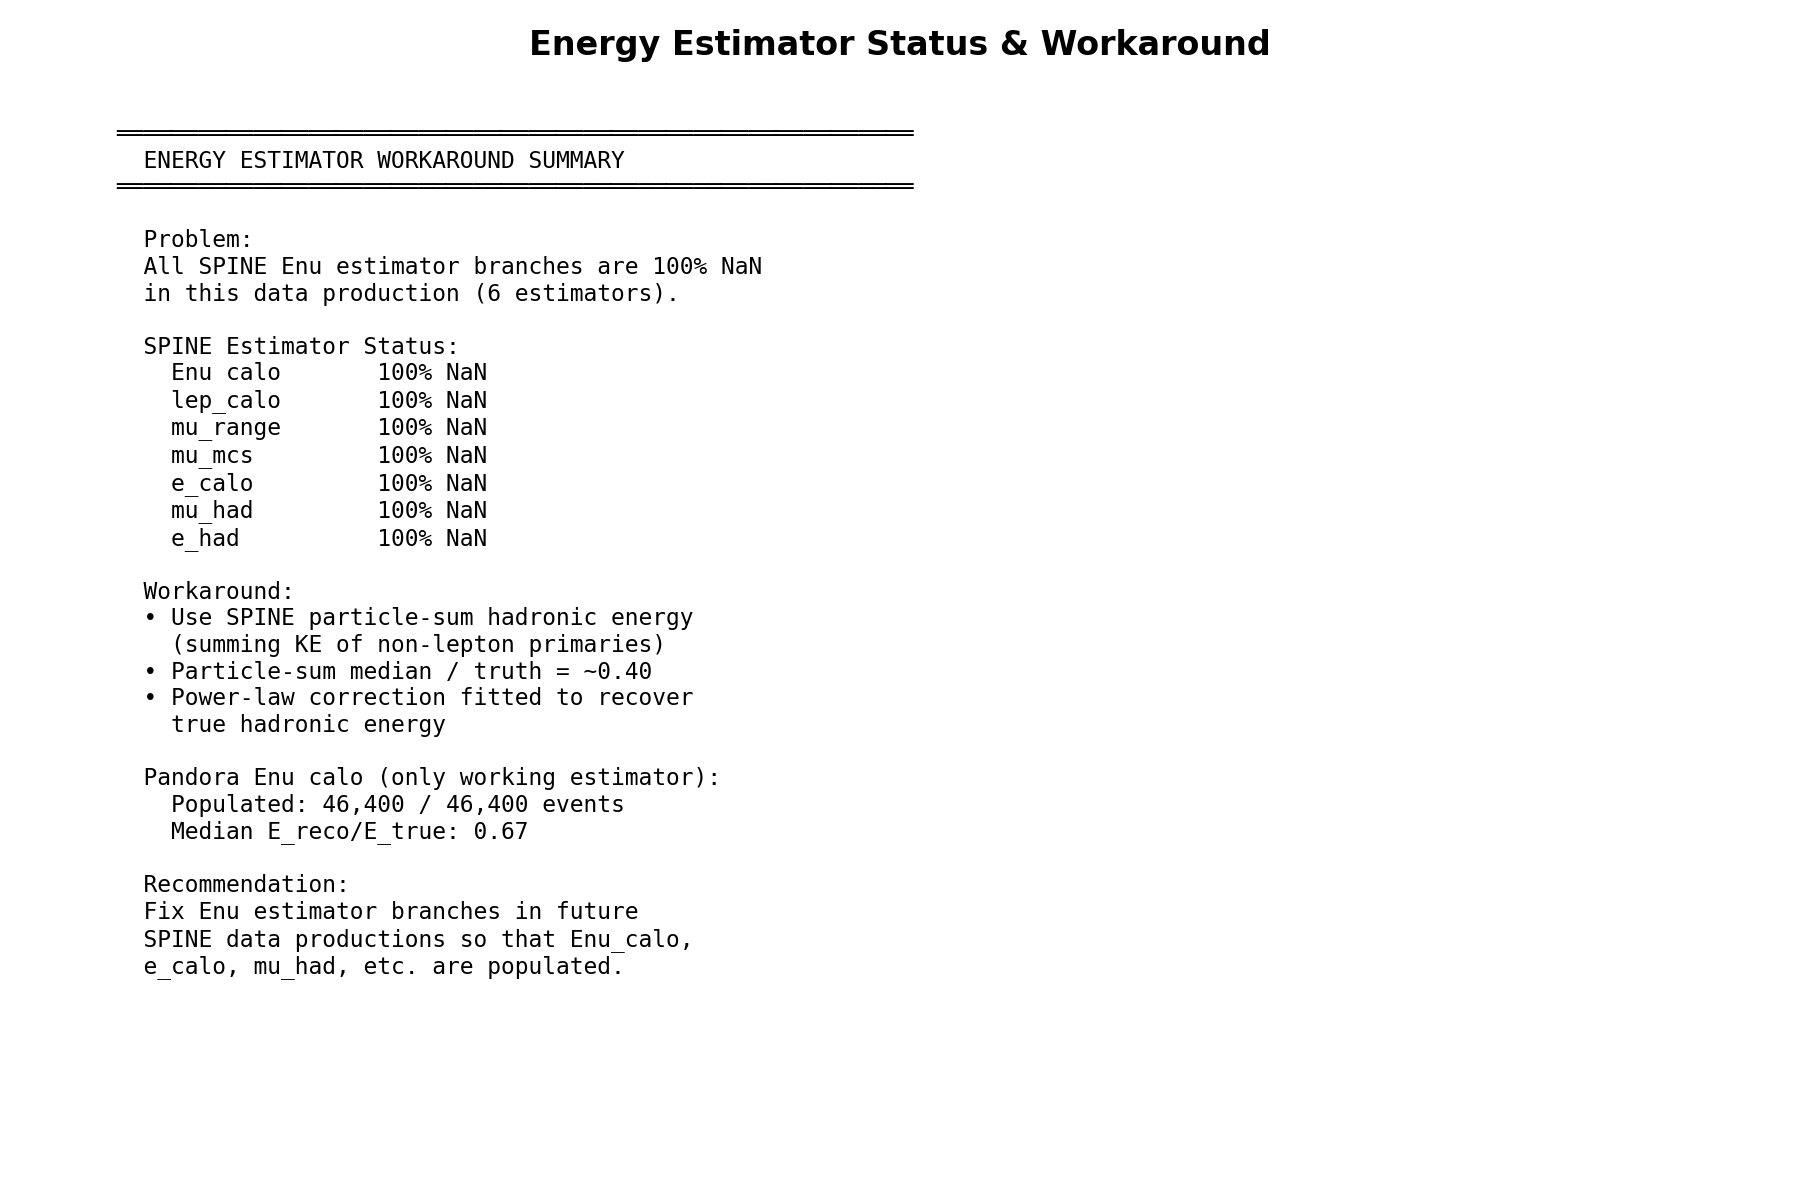 Energy Estimator Status & Workaround
══════════════════════════════════════════════════════════
ENERGY ESTIMATOR WORKAROUND SUMMARY
══════════════════════════════════════════════════════════
Problem:
All SPINE Enu estimator branches are 100% NaN
in this data production (6 estimators).
SPINE Estimator Status:
Enu calo       100% NaN
lep_calo       100% NaN
mu_range       100% NaN
mu_mcs         100% NaN
e_calo         100% NaN
mu_had         100% NaN
e_had          100% NaN
Workaround:
• Use SPINE particle-sum hadronic energy
(summing KE of non-lepton primaries)
• Particle-sum median / truth = ~0.40
• Power-law correction fitted to recover
true hadronic energy
Pandora Enu calo (only working estimator):
Populated: 46,400 / 46,400 events
Median E_reco/E_true: 0.67
Recommendation:
Fix Enu estimator branches in future
SPINE data productions so that Enu_calo,
e_calo, mu_had, etc. are populated.